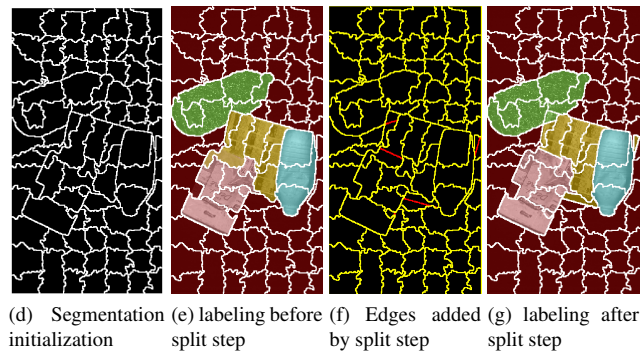 (d) Segmentation initialization
(e) labeling before split step
(f) Edges added by split step
(g) labeling after split step